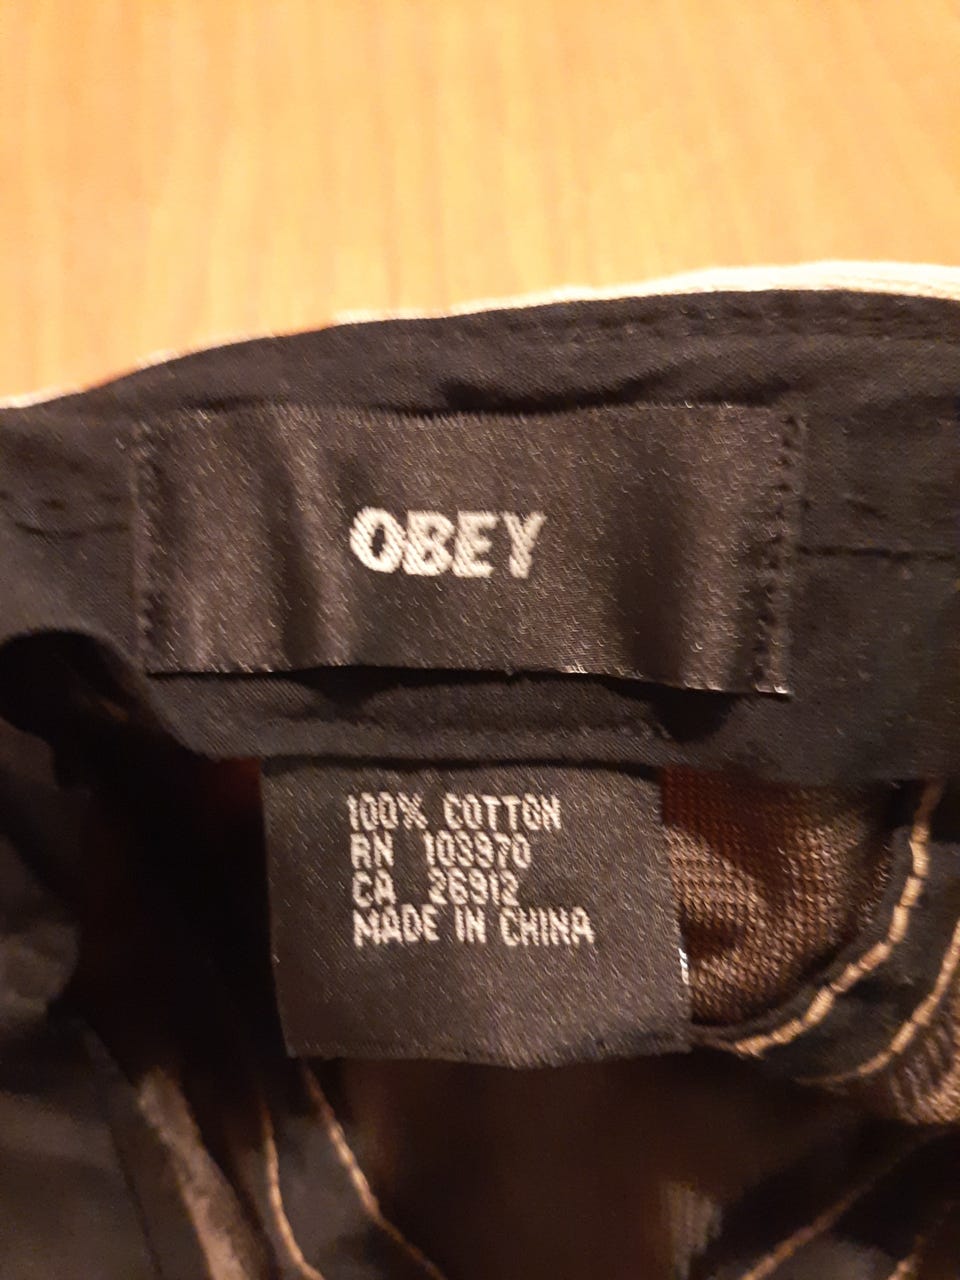 OBEY
100% COTTON
RN 103970
CA 26912
MADE IN CHINA